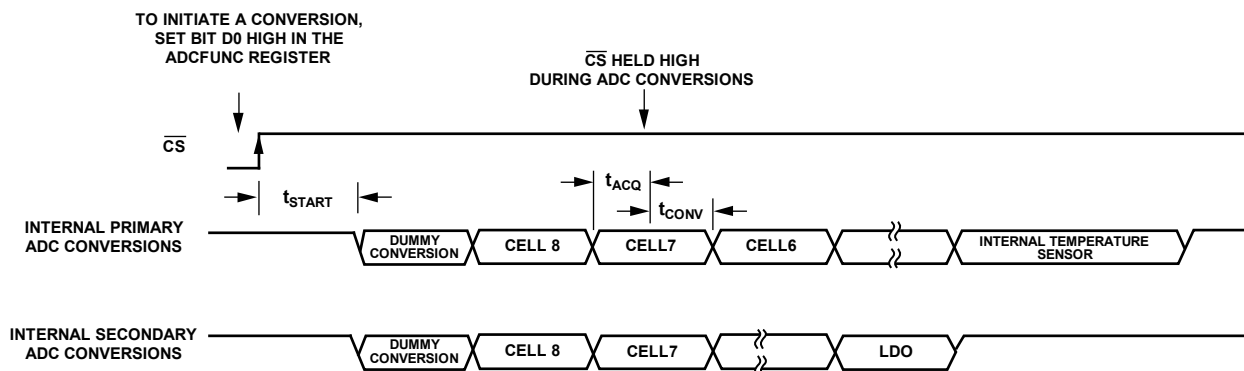 TO INITIATE A CONVERSION,
SET BIT D0 HIGH IN THE
ADCFUNC REGISTER
CS HELD HIGH
DURING ADC CONVERSIONS
CS
tSTART
tACQ
tCONV
INTERNAL PRIMARY
ADC CONVERSIONS
DUMMY
CONVERSION
CELL 8
CELL7
CELL6
INTERNAL TEMPERATURE
SENSOR
INTERNAL SECONDARY
ADC CONVERSIONS
DUMMY
CONVERSION
CELL 8
CELL7
LDO